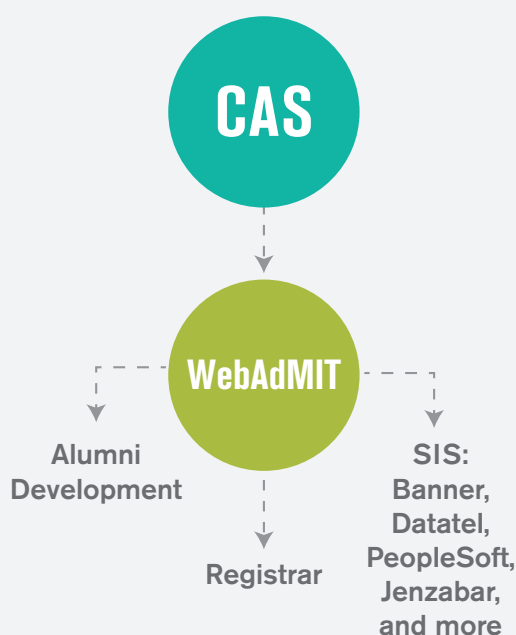 CAS
WebAdMIT
Alumni
Development
Registrar
SIS:
Banner,
Datatel,
PeopleSoft,
Jenzabar,
and more